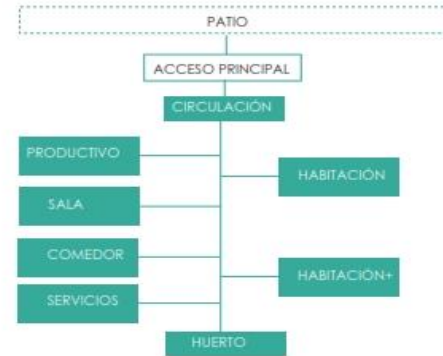 PATIO
ACCESO PRINCIPAL
CIRCULACIÓN
PRODUCTIVO
HABITACIÓN
SALA
COMEDOR
HABITACIÓN+
SERVICIOS
HUERTO